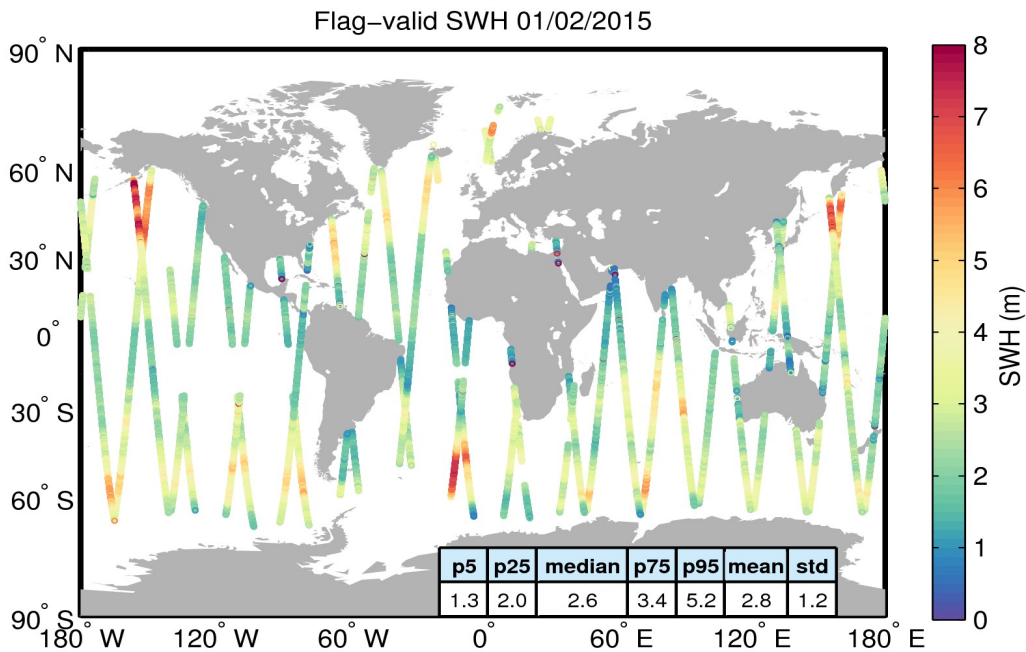 Flag−valid SWH 01/02/2015
90° N
60° N
30° N
0°
30° S
60° S
90° S
180° W
120° W
60° W
0°
60° E
120° E
180° E
p5 p25 median p75 p95 mean std
1.3 2.0 2.6 3.4 5.2 2.8 1.2
8
7
6
5
4
3
2
1
0
SWH (m)